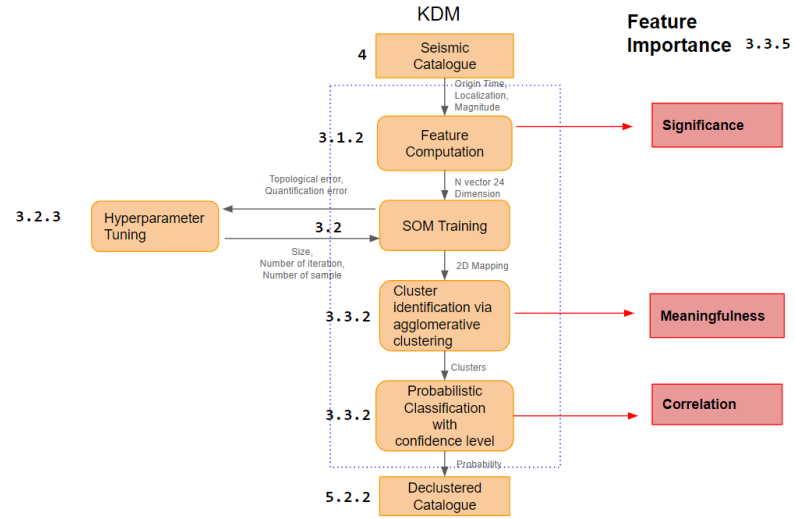 KDM
Feature
Importance 3.3.5
4
Seismic
Catalogue
Origin Time,
Localization,
Magnitude
3.1.2
Feature
Computation
Significance
N vector 24
Dimension
Topological error,
Quantification error
3.2.3
Hyperparameter
Tuning
3.2
SOM Training
Size,
Number of iteration,
Number of sample
2D Mapping
3.3.2
Cluster
identification via
agglomerative
clustering
Meaningfulness
Clusters
3.3.2
Probabilistic
Classification
with
confidence level
Correlation
Probability
5.2.2
Declustered
Catalogue